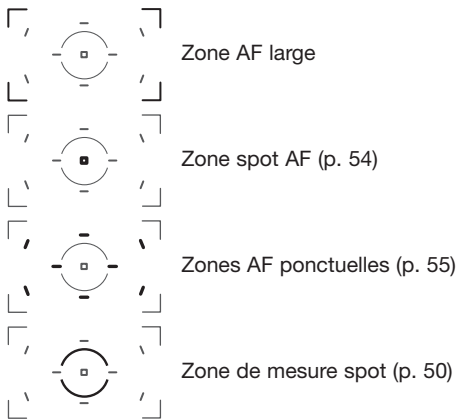 Zone AF large
Zone spot AF (p. 54)
Zones AF ponctuelles (p. 55)
Zone de mesure spot (p. 50)